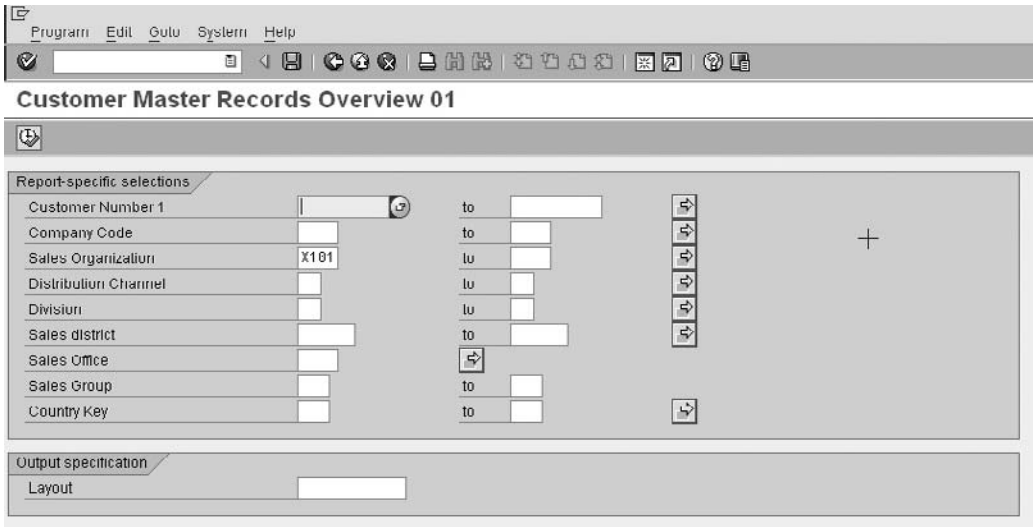 Program Edit Goto System Help
Customer Master Records Overview 01
Report-specific selections
Customer Number 1 to
Company Code to
Sales Organization X101 to
Distribution Channel to
Division to
Sales district to
Sales Office
Sales Group to
Country Key to
Output specification
Layout